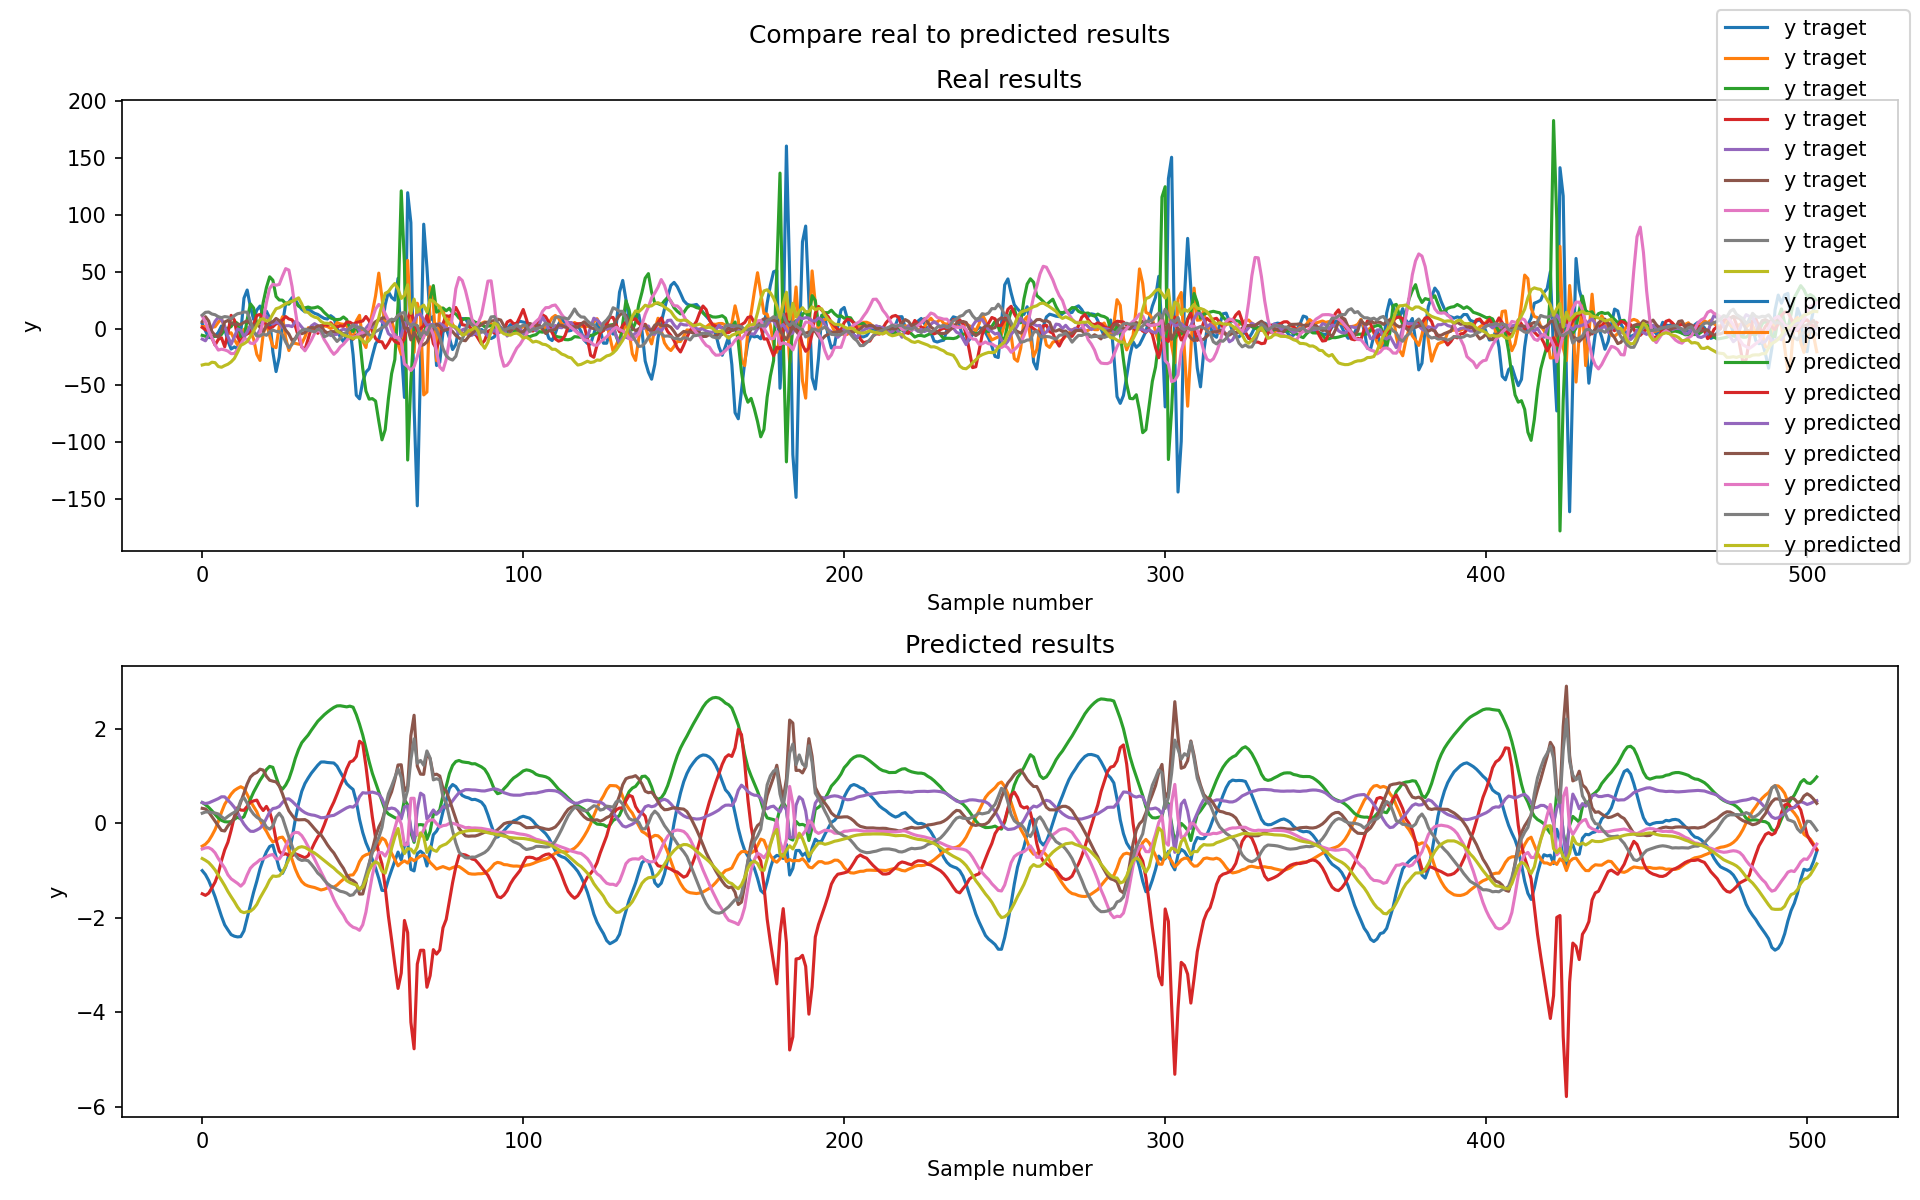 Compare real to predicted results
Real results
200
150
100
50
0
−50
−100
−150
y
0
100
200
300
400
500
Sample number
y traget
y traget
y traget
y traget
y traget
y traget
y traget
y traget
y traget
y predicted
y predicted
y predicted
y predicted
y predicted
y predicted
y predicted
y predicted
y predicted
Predicted results
2
0
−2
−4
−6
y
0
100
200
300
400
500
Sample number